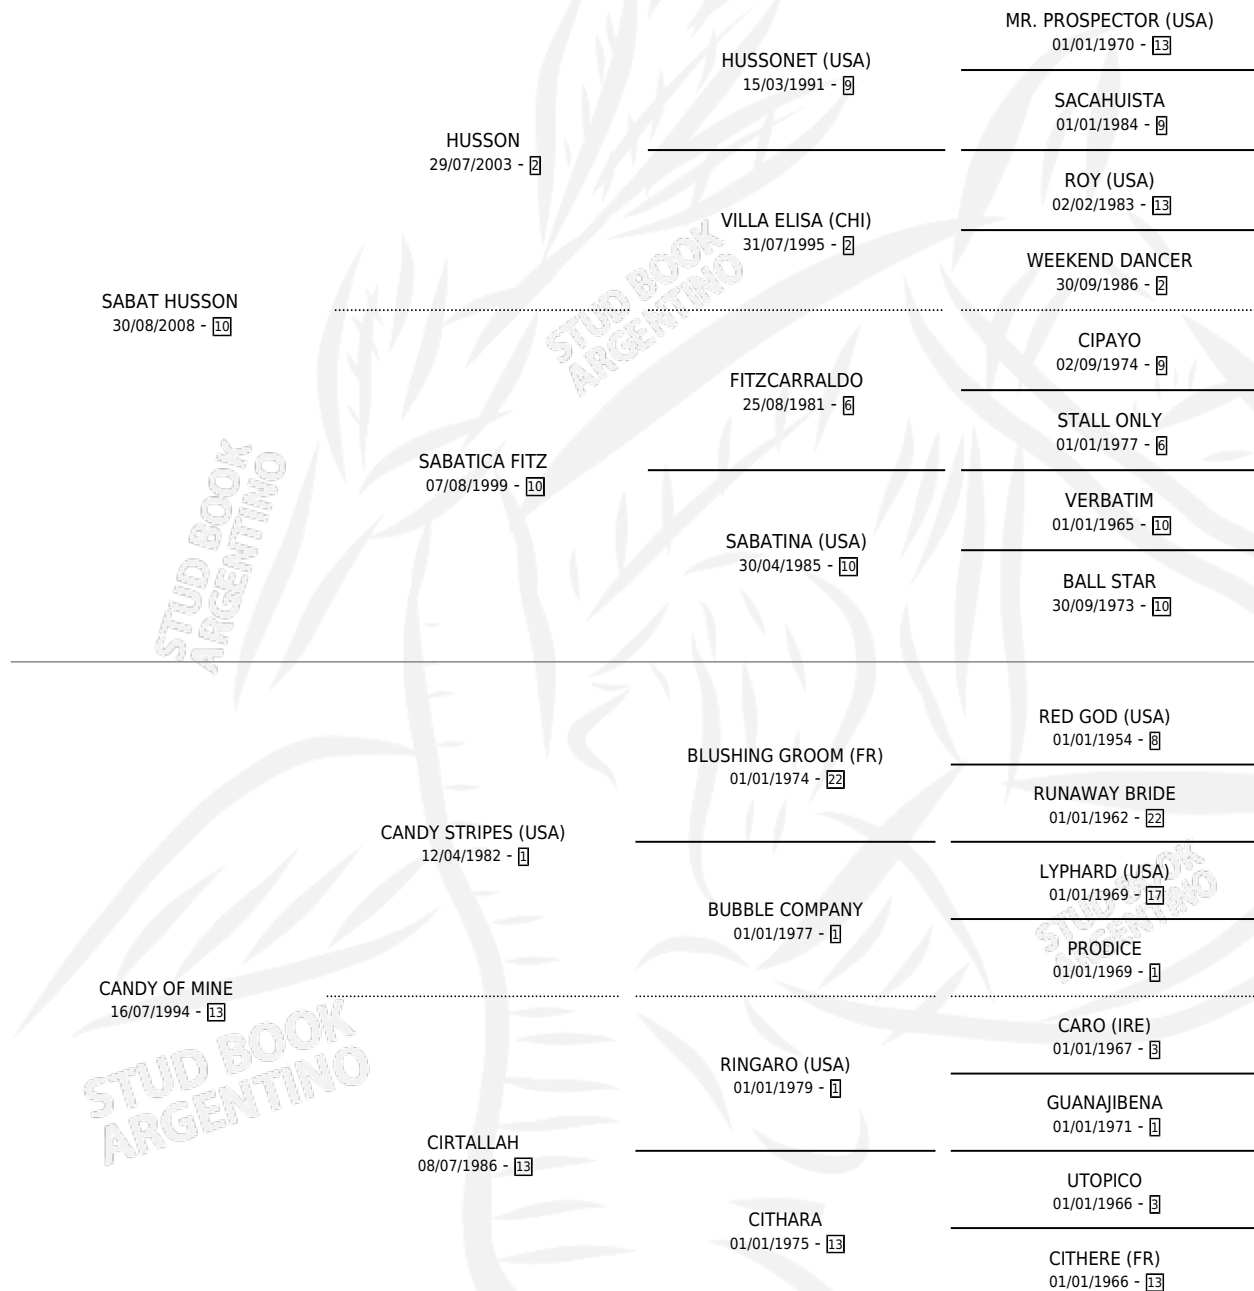 MR. PROSPECTOR (USA)
01/01/1970 - 13
HUSSONET (USA)
15/03/1991 - 9
SACAHUISTA
01/01/1984 - 9
HUSSON
29/07/2003 - 2
ROY (USA)
02/02/1983 - 13
VILLA ELISA (CHI)
31/07/1995 - 2
WEEKEND DANCER
30/09/1986 - 2
SABAT HUSSON
30/08/2008 - 10
STUD BOOK
ARGENTINO
CIPAYO
02/09/1974 - 9
FITZCARRALDO
25/08/1981 - 6
STALL ONLY
01/01/1977 - 6
SABATICA FITZ
07/08/1999 - 10
VERBATIM
01/01/1965 - 10
SABATINA (USA)
30/04/1985 - 10
BALL STAR
30/09/1973 - 10
STUD BOOK
ARGENTINO
RED GOD (USA)
01/01/1954 - 8
BLUSHING GROOM (FR)
01/01/1974 - 22
RUNAWAY BRIDE
01/01/1962 - 22
CANDY STRIPES (USA)
12/04/1982 - 1
LYPHARD (USA)
01/01/1969 - 17
BUBBLE COMPANY
01/01/1977 - 1
STUD BOOK
ARGENTINO
PRODICE
01/01/1969 - 1
CANDY OF MINE
16/07/1994 - 13
CARO (IRE)
01/01/1967 - 3
RINGARO (USA)
01/01/1979 - 1
STUD BOOK
ARGENTINO
GUANAJIBENA
01/01/1971 - 1
CIRTALLAH
08/07/1986 - 13
UTOPICO
01/01/1966 - 3
CITHARA
01/01/1975 - 13
CITHERE (FR)
01/01/1966 - 13